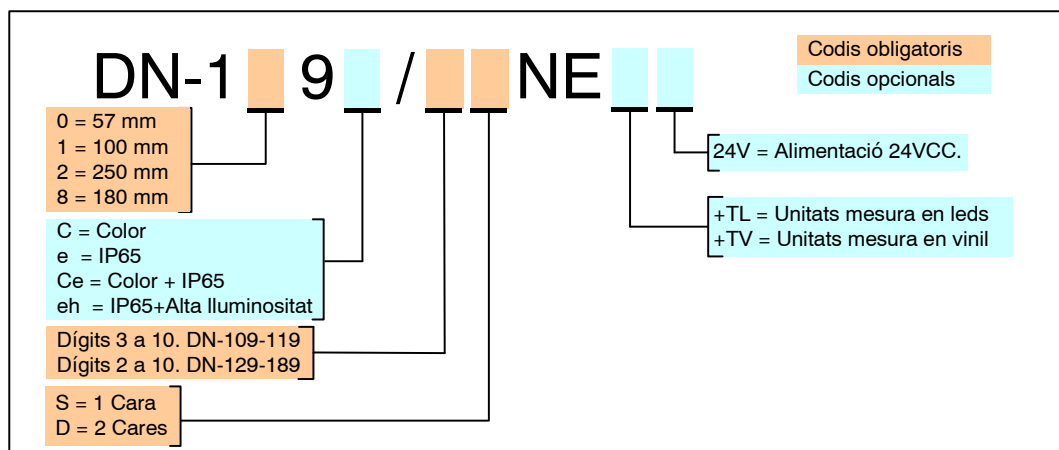 DN-1 9 / NE
Codis obligatoris
Codis opcionals
0 = 57 mm
1 = 100 mm
2 = 250 mm
8 = 180 mm
24V = Alimentació 24VCC.
+TL = Unitats mesura en leds
+TV = Unitats mesura en vinil
C = Color
e = IP65
Ce = Color + IP65
eh = IP65+Alta lluminositat
Dígits 3 a 10. DN-109-119
Dígits 2 a 10. DN-129-189
S = 1 Cara
D = 2 Cares